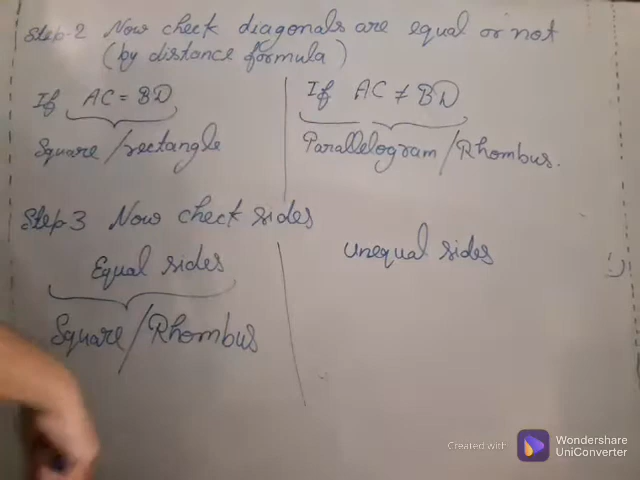 Step-2 Now check diagonals are equal or not
(by distance formula)
If AC = BD
Square/rectangle
If AC ≠ BD
Parallelogram/Rhombus.
Step 3 Now check sides
Equal sides
Square/Rhombus
unequal sides
Created with Wondershare
UniConverter